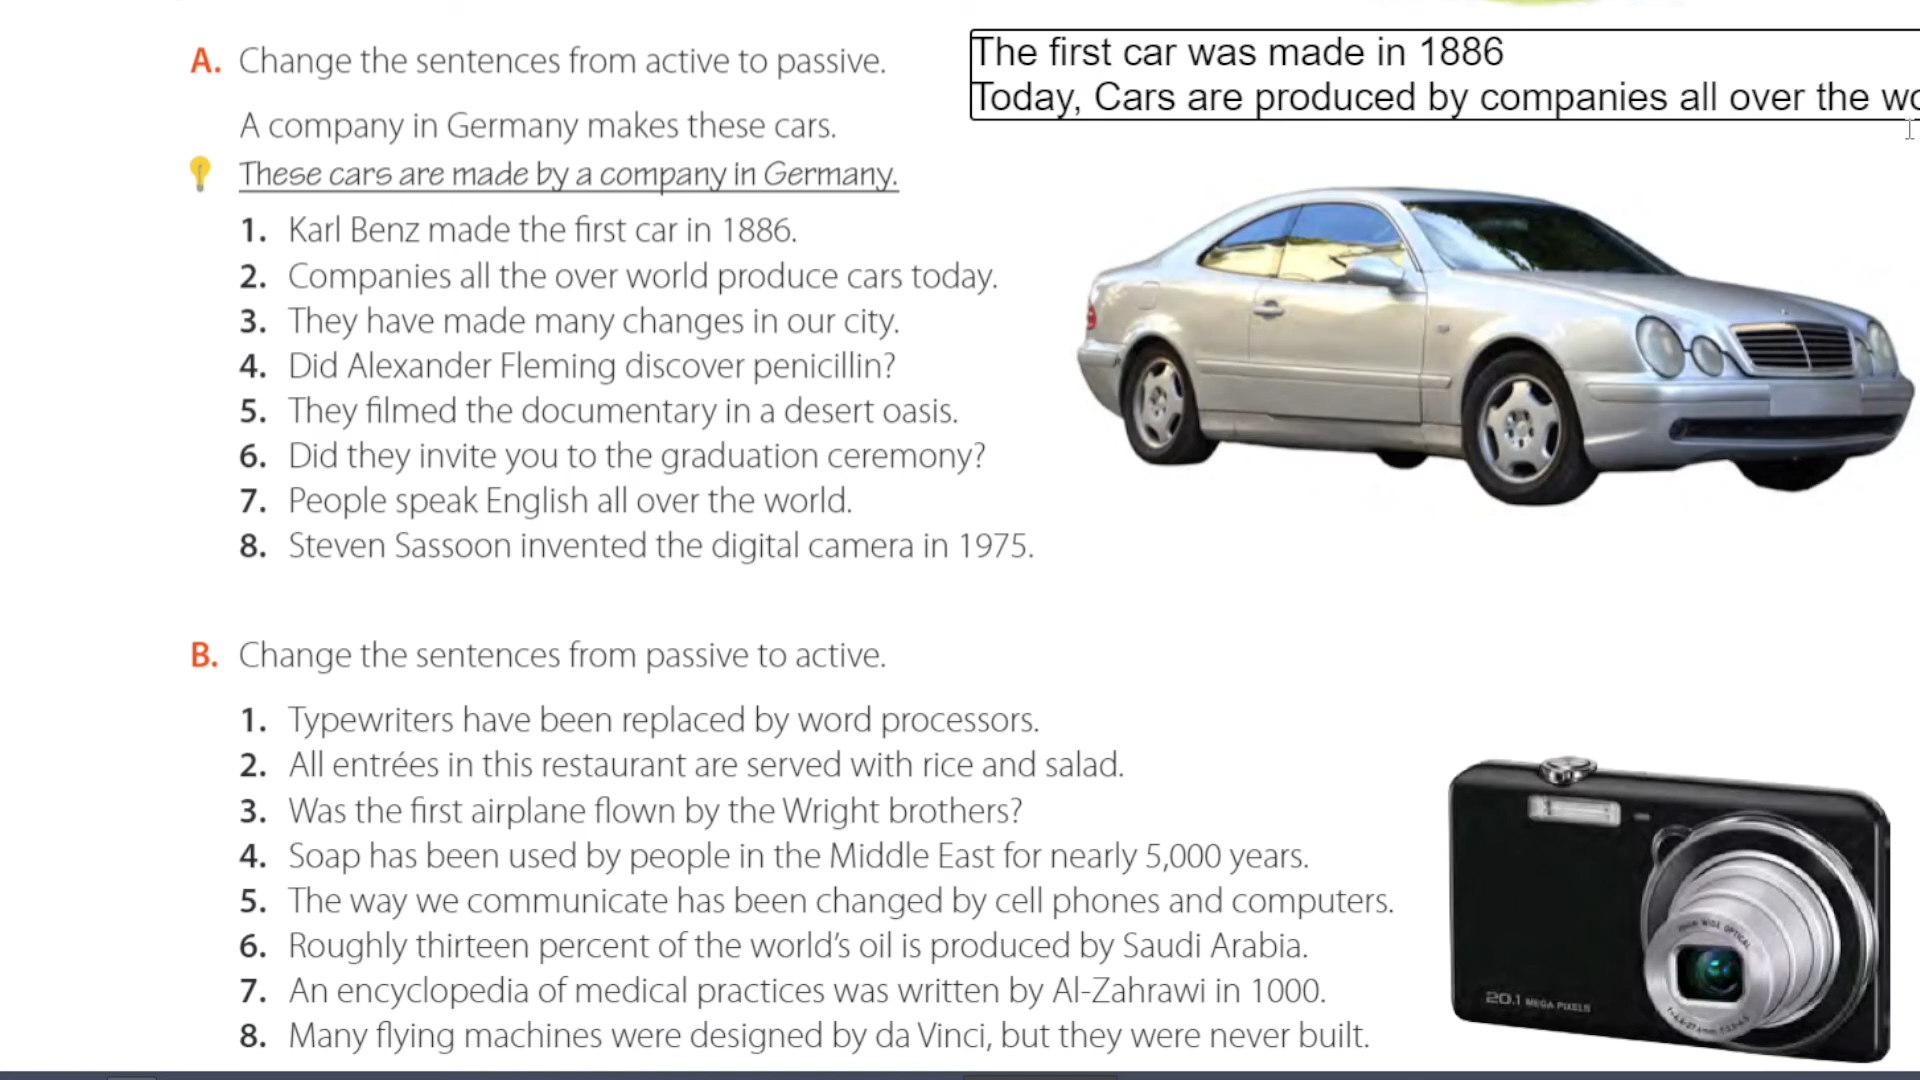 The first car was made in 1886
Today, Cars are produced by companies all over the
A. Change the sentences from active to passive.
A company in Germany makes these cars.
These cars are made by a company in Germany.
1. Karl Benz made the first car in 1886.
2. Companies all the over world produce cars today.
3. They have made many changes in our city.
4. Did Alexander Fleming discover penicillin?
5. They filmed the documentary in a desert oasis.
6. Did they invite you to the graduation ceremony?
7. People speak English all over the world.
8. Steven Sassoon invented the digital camera in 1975.
B. Change the sentences from passive to active.
1. Typewriters have been replaced by word processors.
2. All entrées in this restaurant are served with rice and salad.
3. Was the first airplane flown by the Wright brothers?
4. Soap has been used by people in the Middle East for nearly 5,000 years.
5. The way we communicate has been changed by cell phones and computers.
6. Roughly thirteen percent of the world's oil is produced by Saudi Arabia.
7. An encyclopedia of medical practices was written by Al-Zahrawi in 1000.
8. Many flying machines were designed by da Vinci, but they were never built.
WIDE OPTICAL
20.1 MEGA PIXELS